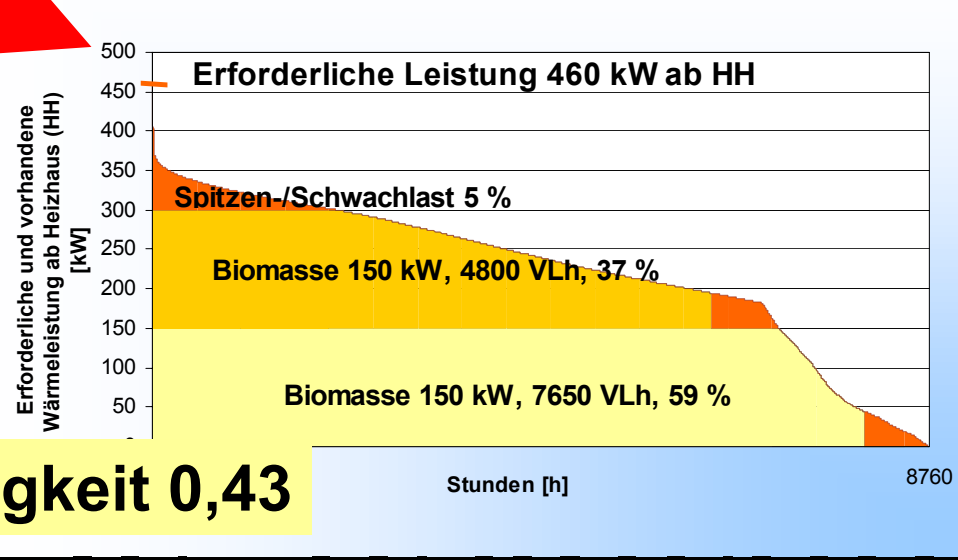 Erforderliche und vorhandene
Wärmeleistung ab Heizhaus (HH)
[kW]
500
450
400
350
300
250
200
150
100
50
Erforderliche Leistung 460 kW ab HH
Spitzen-/Schwachlast 5 %
Biomasse 150 kW, 4800 VLh, 37 %
Biomasse 150 kW, 7650 VLh, 59 %
Stunden [h]
8760
gkeit 0,43